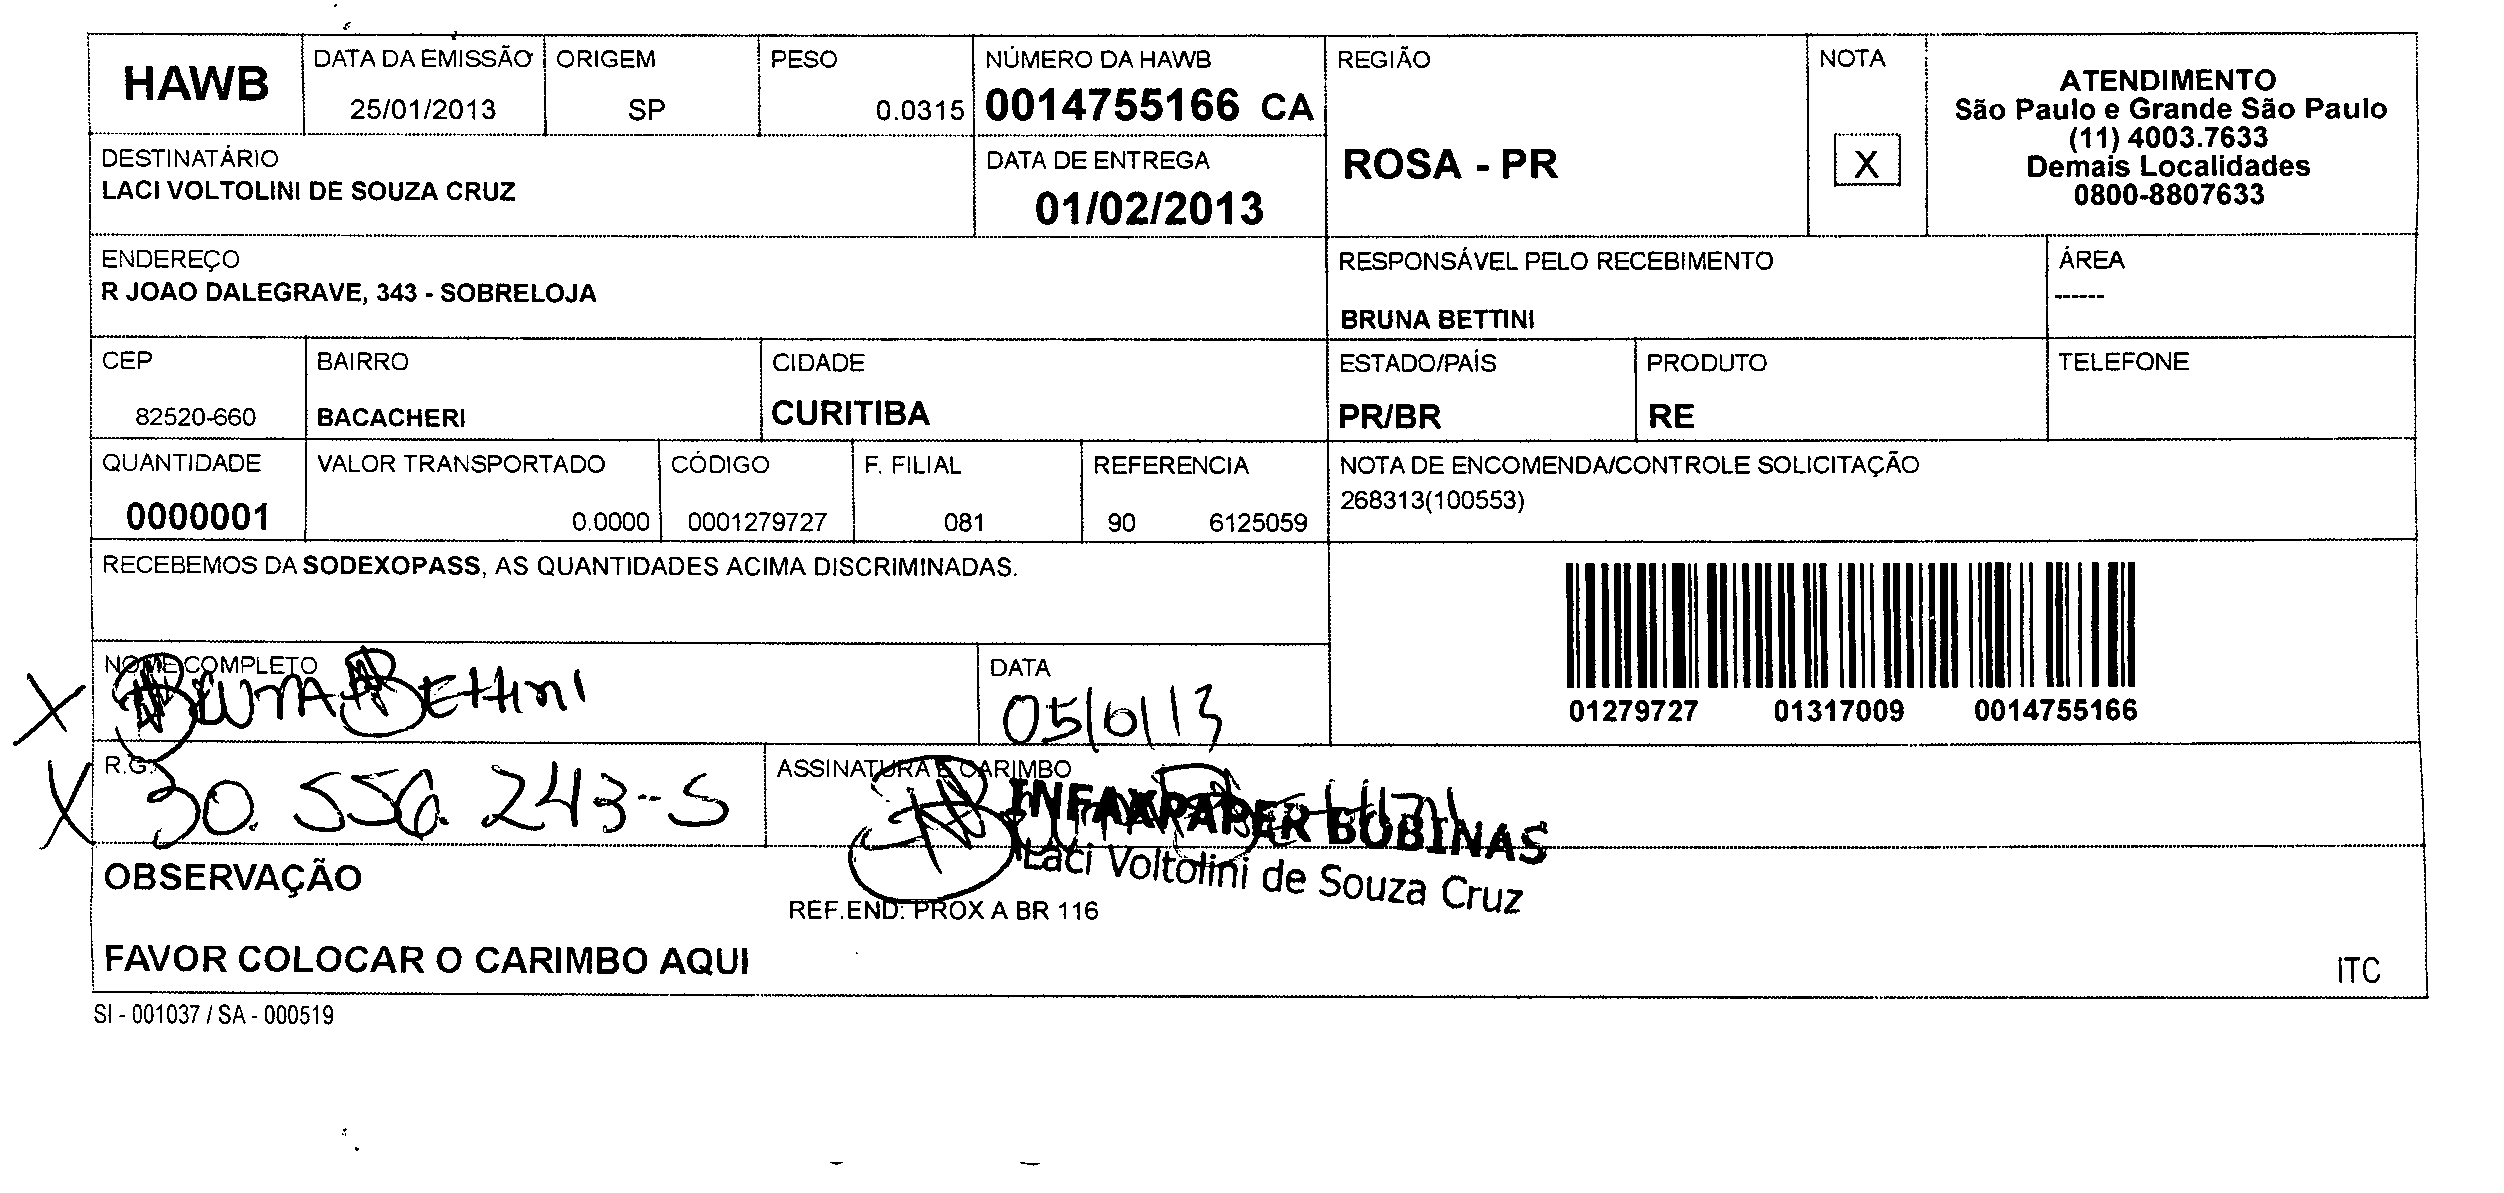 HAWB
DATA DA EMISSÃO
25/01/2013
ORIGEM
SP
PESO
0.0315
NÚMERO DA HAWB
0014755166 CA
REGIÃO
ROSA - PR
NOTA
X
ATENDIMENTO
São Paulo e Grande São Paulo
(11) 4003.7633
Demais Localidades
0800-8807633
DESTINATÁRIO
LACI VOLTOLINI DE SOUZA CRUZ
DATA DE ENTREGA
01/02/2013
ENDEREÇO
R JOAO DALEGRAVE, 343 - SOBRELOJA
RESPONSÁVEL PELO RECEBIMENTO
BRUNA BETTINI
ÁREA
------
CEP
82520-660
BAIRRO
BACACHERI
CIDADE
CURITIBA
ESTADO/PAÍS
PR/BR
PRODUTO
RE
TELEFONE
QUANTIDADE
0000001
VALOR TRANSPORTADO
0.0000
CÓDIGO
0001279727
F. FILIAL
081
REFERENCIA
90 6125059
NOTA DE ENCOMENDA/CONTROLE SOLICITAÇÃO
268313(100553)
RECEBEMOS DA SODEXOPASS, AS QUANTIDADES ACIMA DISCRIMINADAS.
01279727 01317009 0014755166
NOME COMPLETO
X Bruna Bettini
DATA
R.G.
X 30.556.243-5
ASSINATURA E CARIMBO
INFAXPAPER BOBINAS
Laci Voltolini de Souza Cruz
OBSERVAÇÃO
REF.END: PROX A BR 116
FAVOR COLOCAR O CARIMBO AQUI
ITC
SI - 001037 / SA - 000519